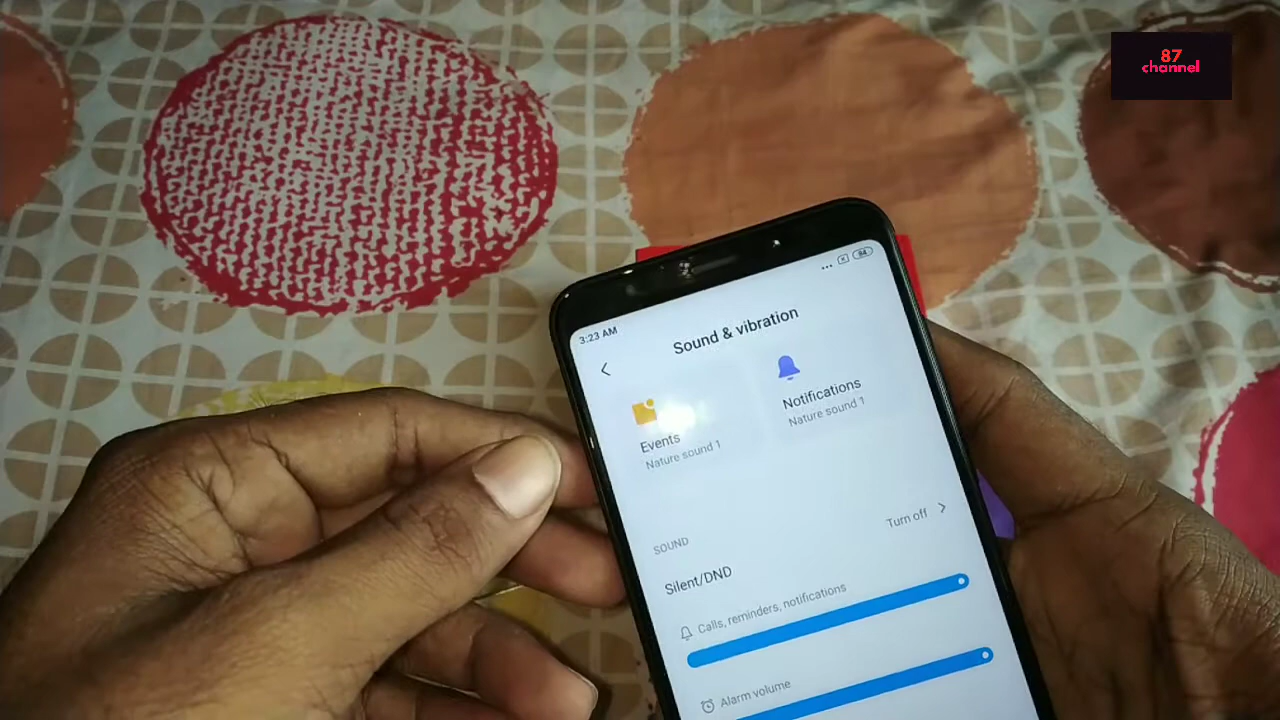 87
channel
3:23 AM
84
Sound & vibration
Events
Nature sound 1
Notifications
Nature sound 1
SOUND
Silent/DND
Turn off
Calls, reminders, notifications
Alarm volume